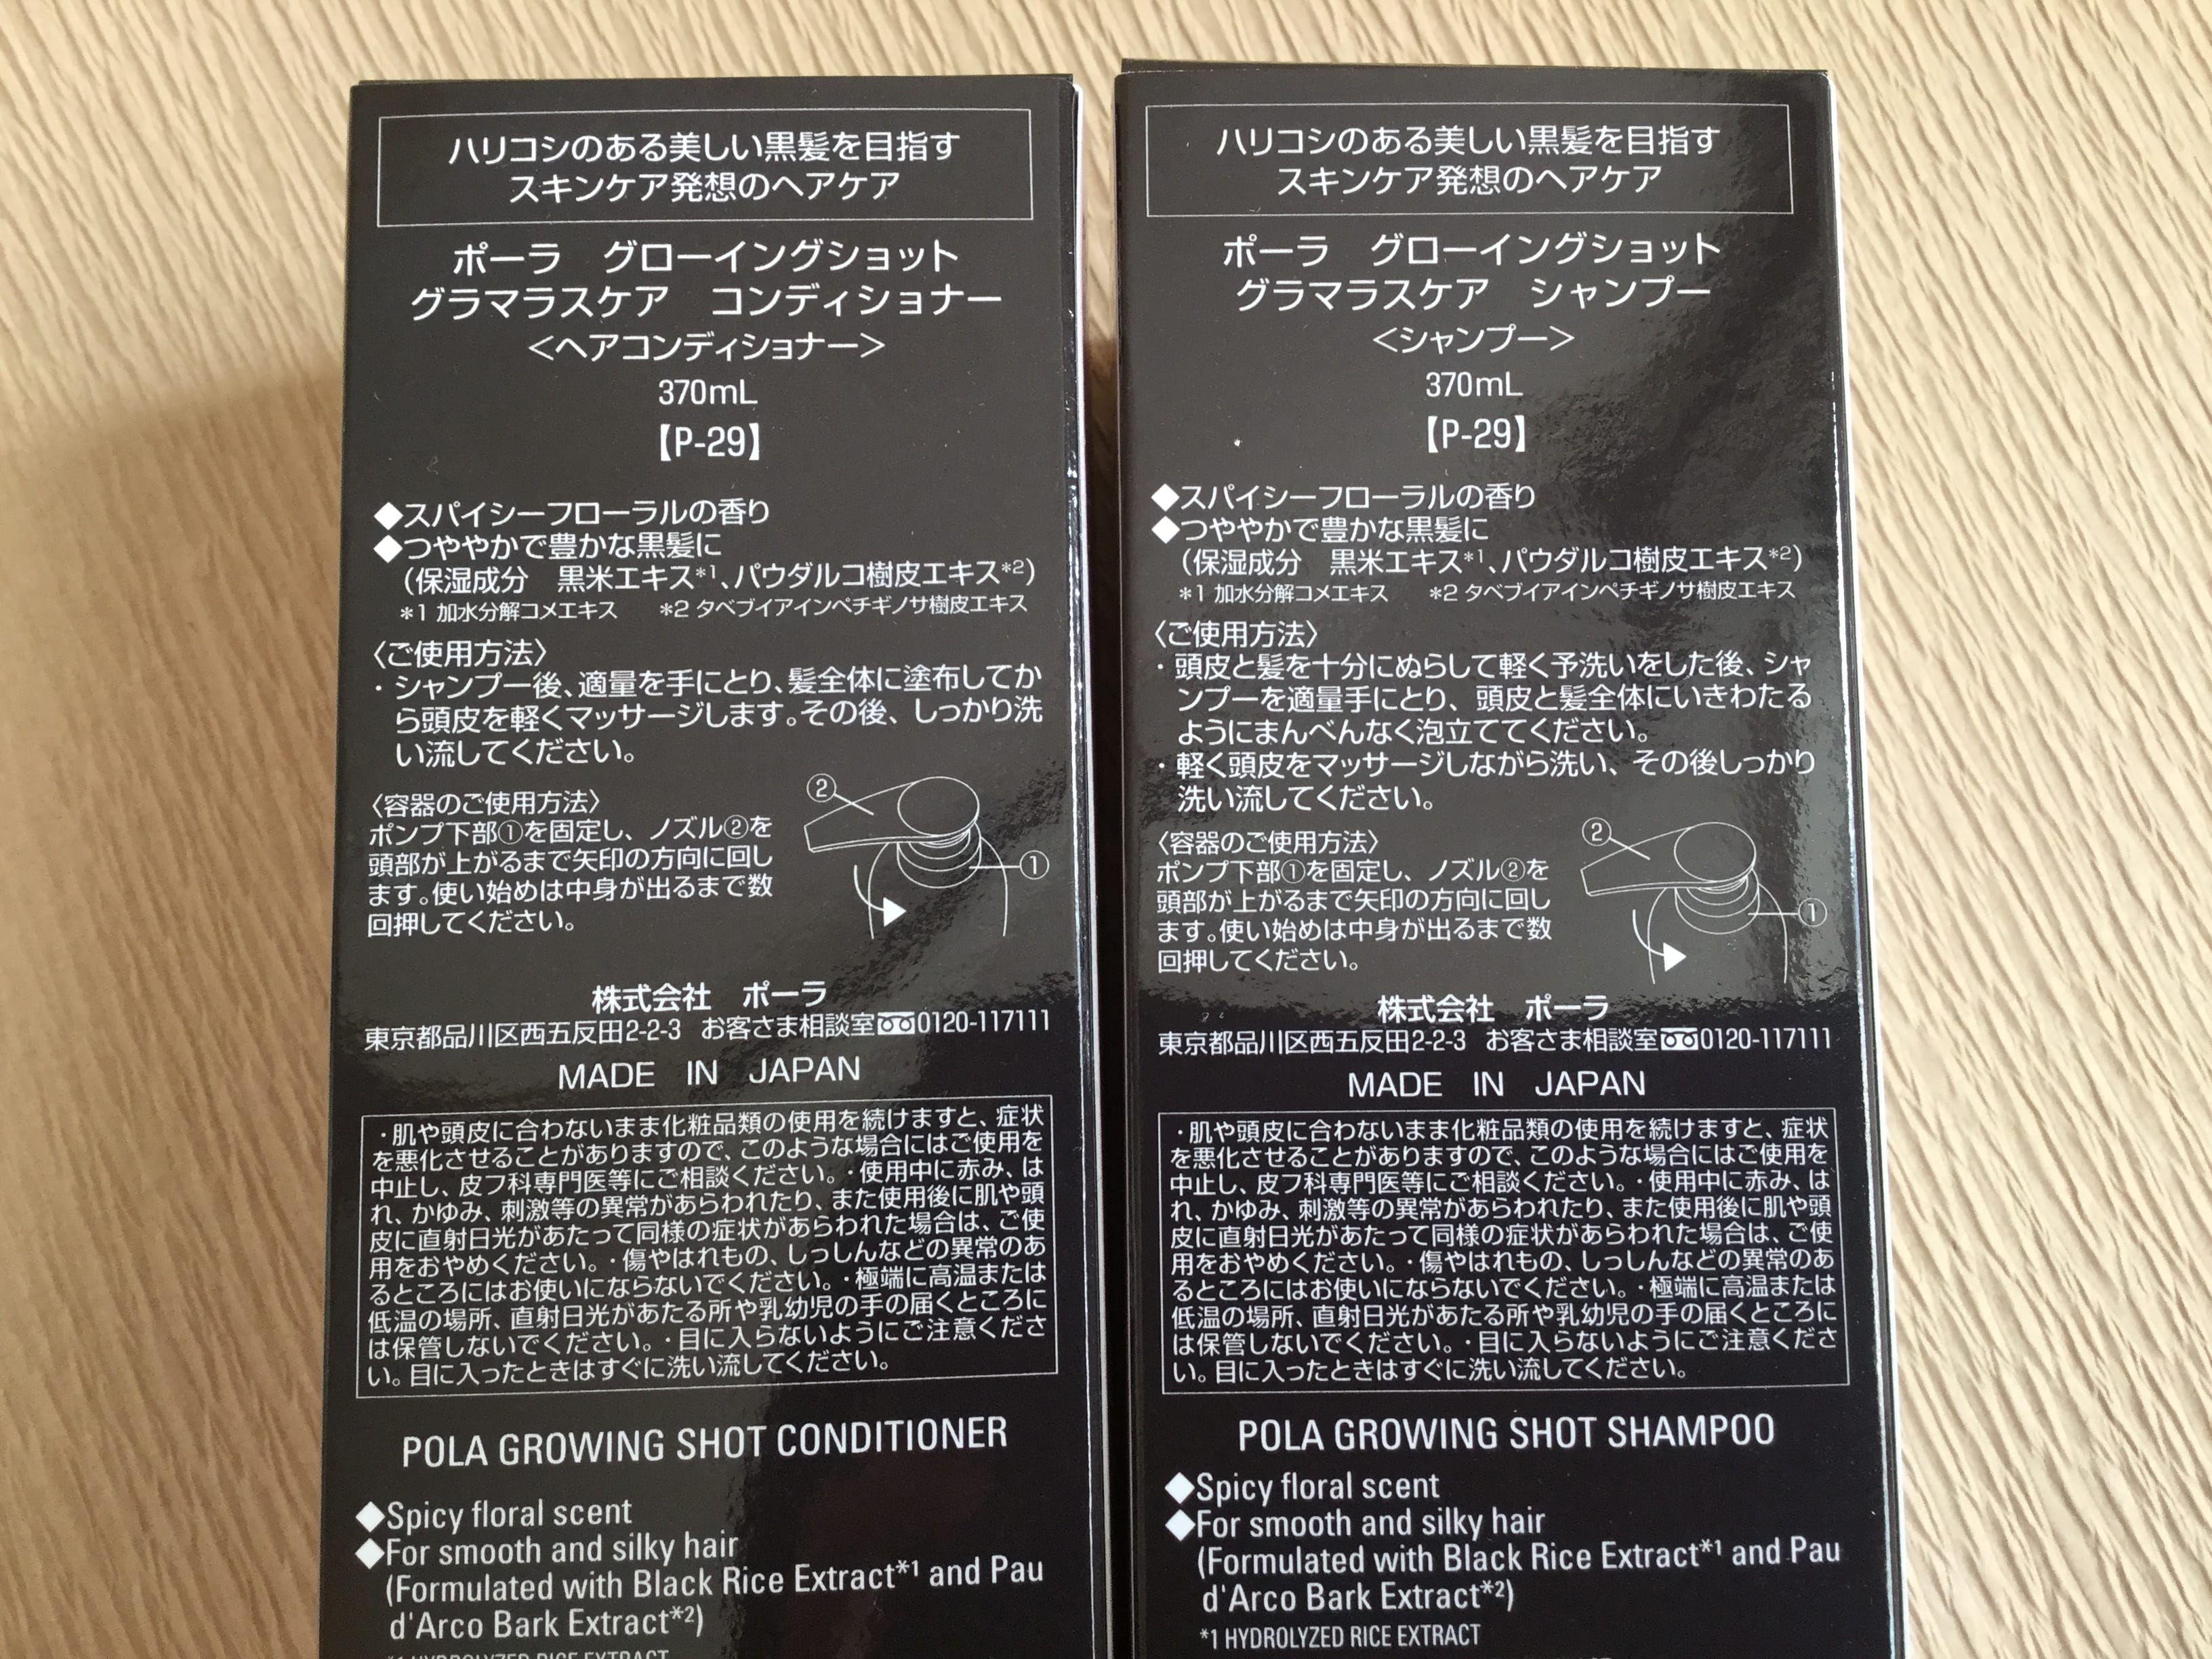 ハリコシのある美しい黒髪を目指す
スキンケア発想のヘアケア
ポーラ　グローイングショット
グラマラスケア　コンディショナー
<ヘアコンディショナー>
370mL
【P-29】
◆スパイシーフローラルの香り
◆つややかで豊かな黒髪に
(保湿成分　黒米エキス*1、パウダルコ樹皮エキス*2)
*1 加水分解コメエキス　*2 タベブイアインペチギノサ樹皮エキス
〈ご使用方法〉
・シャンプー後、適量を手にとり、髪全体に塗布してか
ら頭皮を軽くマッサージします。その後、しっかり洗
い流してください。
〈容器のご使用方法〉
ポンプ下部①を固定し、ノズル②を
頭部が上がるまで矢印の方向に回し
ます。使い始めは中身が出るまで数
回押してください。
②
①
株式会社　ポーラ
東京都品川区西五反田2-2-3　お客さま相談室0120-117111
MADE IN JAPAN
・肌や頭皮に合わないまま化粧品類の使用を続けますと、症状
を悪化させることがありますので、このような場合にはご使用を
中止し、皮フ科専門医等にご相談ください。・使用中に赤み、は
れ、かゆみ、刺激等の異常があらわれたり、また使用後に肌や頭
皮に直射日光があたって同様の症状があらわれた場合は、ご使
用をおやめください。・傷やはれもの、しっしんなどの異常のあ
るところにはお使いにならないでください。・極端に高温または
低温の場所、直射日光があたる所や乳幼児の手の届くところに
は保管しないでください。・目に入らないようにご注意くださ
い。目に入ったときはすぐに洗い流してください。
POLA GROWING SHOT CONDITIONER
◆Spicy floral scent
◆For smooth and silky hair
(Formulated with Black Rice Extract*1 and Pau
d'Arco Bark Extract*2)
*1 HYDROLYZED RICE EXTRACT
ハリコシのある美しい黒髪を目指す
スキンケア発想のヘアケア
ポーラ　グローイングショット
グラマラスケア　シャンプー
<シャンプー>
370mL
【P-29】
◆スパイシーフローラルの香り
◆つややかで豊かな黒髪に
(保湿成分　黒米エキス*1、パウダルコ樹皮エキス*2)
*1 加水分解コメエキス　*2 タベブイアインペチギノサ樹皮エキス
〈ご使用方法〉
・頭皮と髪を十分にぬらして軽く予洗いをした後、シャ
ンプーを適量手にとり、頭皮と髪全体にいきわたる
ようにまんべんなく泡立ててください。
・軽く頭皮をマッサージしながら洗い、その後しっかり
洗い流してください。
〈容器のご使用方法〉
ポンプ下部①を固定し、ノズル②を
頭部が上がるまで矢印の方向に回し
ます。使い始めは中身が出るまで数
回押してください。
②
①
株式会社　ポーラ
東京都品川区西五反田2-2-3　お客さま相談室0120-117111
MADE IN JAPAN
・肌や頭皮に合わないまま化粧品類の使用を続けますと、症状
を悪化させることがありますので、このような場合にはご使用を
中止し、皮フ科専門医等にご相談ください。・使用中に赤み、は
れ、かゆみ、刺激等の異常があらわれたり、また使用後に肌や頭
皮に直射日光があたって同様の症状があらわれた場合は、ご使
用をおやめください。・傷やはれもの、しっしんなどの異常のあ
るところにはお使いにならないでください。・極端に高温または
低温の場所、直射日光があたる所や乳幼児の手の届くところに
は保管しないでください。・目に入らないようにご注意くださ
い。目に入ったときはすぐに洗い流してください。
POLA GROWING SHOT SHAMPOO
◆Spicy floral scent
◆For smooth and silky hair
(Formulated with Black Rice Extract*1 and Pau
d'Arco Bark Extract*2)
*1 HYDROLYZED RICE EXTRACT